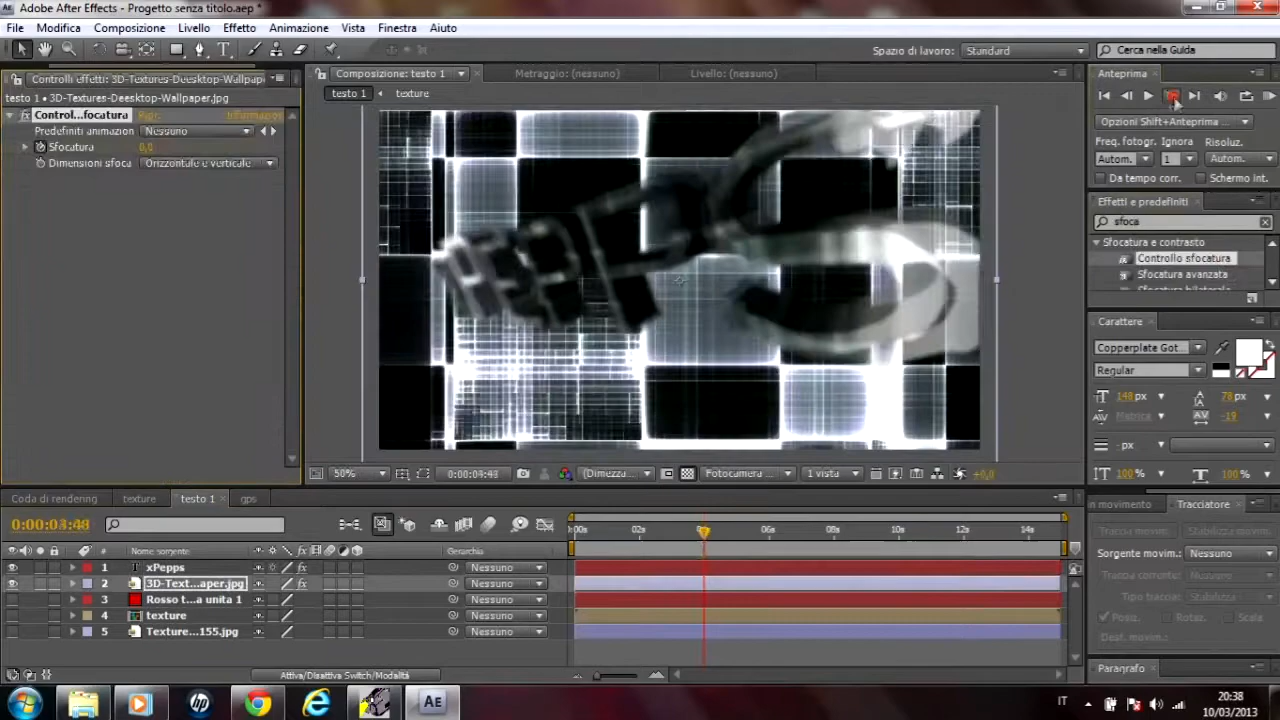 Adobe After Effects - Progetto senza titolo.aep *
File Modifica Composizione Livello Effetto Animazione Vista Finestra Aiuto
Spazio di lavoro: Standard Cerca nella Guida
Controlli effetti: 3D-Textures-Deesktop-Wallpap
testo 1 • 3D-Textures-Deesktop-Wallpaper.jpg
Control...focatura Ripr. Informazioni
Predefiniti animazion Nessuno
Sfocatura 0,0
Dimensioni sfoca Orizzontale e verticale
Composizione: testo 1 Metraggio: (nessuno) Livello: (nessuno)
testo 1 texture
50% 0:00:04:48 (Dimezza... Fotocamera ... 1 vista +0,0
Anteprima
Opzioni Shift+Anteprima ...
Freq. fotogr. Ignora Risoluz.
Autom. 1 Autom.
Da tempo corr. Schermo int.
Effetti e predefiniti
sfoca
Sfocatura e contrasto
Controllo sfocatura
Sfocatura avanzata
Sfocatura bilaterale
Carattere
Copperplate Got
Regular
148 px 78 px
Metrica -19
- px
100 % 100 %
Coda di rendering texture testo 1 gps
Nome sorgente Gerarchia
:00s 02s 06s 08s 10s 12s 14s
1 xPepps Nessuno
2 3D-Text...aper.jpg Nessuno
3 Rosso t...a unita 1 Nessuno
4 texture Nessuno
5 Texture...155.jpg Nessuno
Attiva/Disattiva Switch/Modalità
n movimento Tracciatore
Traccia movim. Stabilizza movim.
Sorgente movim.: Nessuno
Traccia corrente: Nessuno
Tipo traccia: Stabilizza
Posiz. Rotaz. Scala
Dest. movim.:
Paragrafo
IT 20:38
10/03/2013